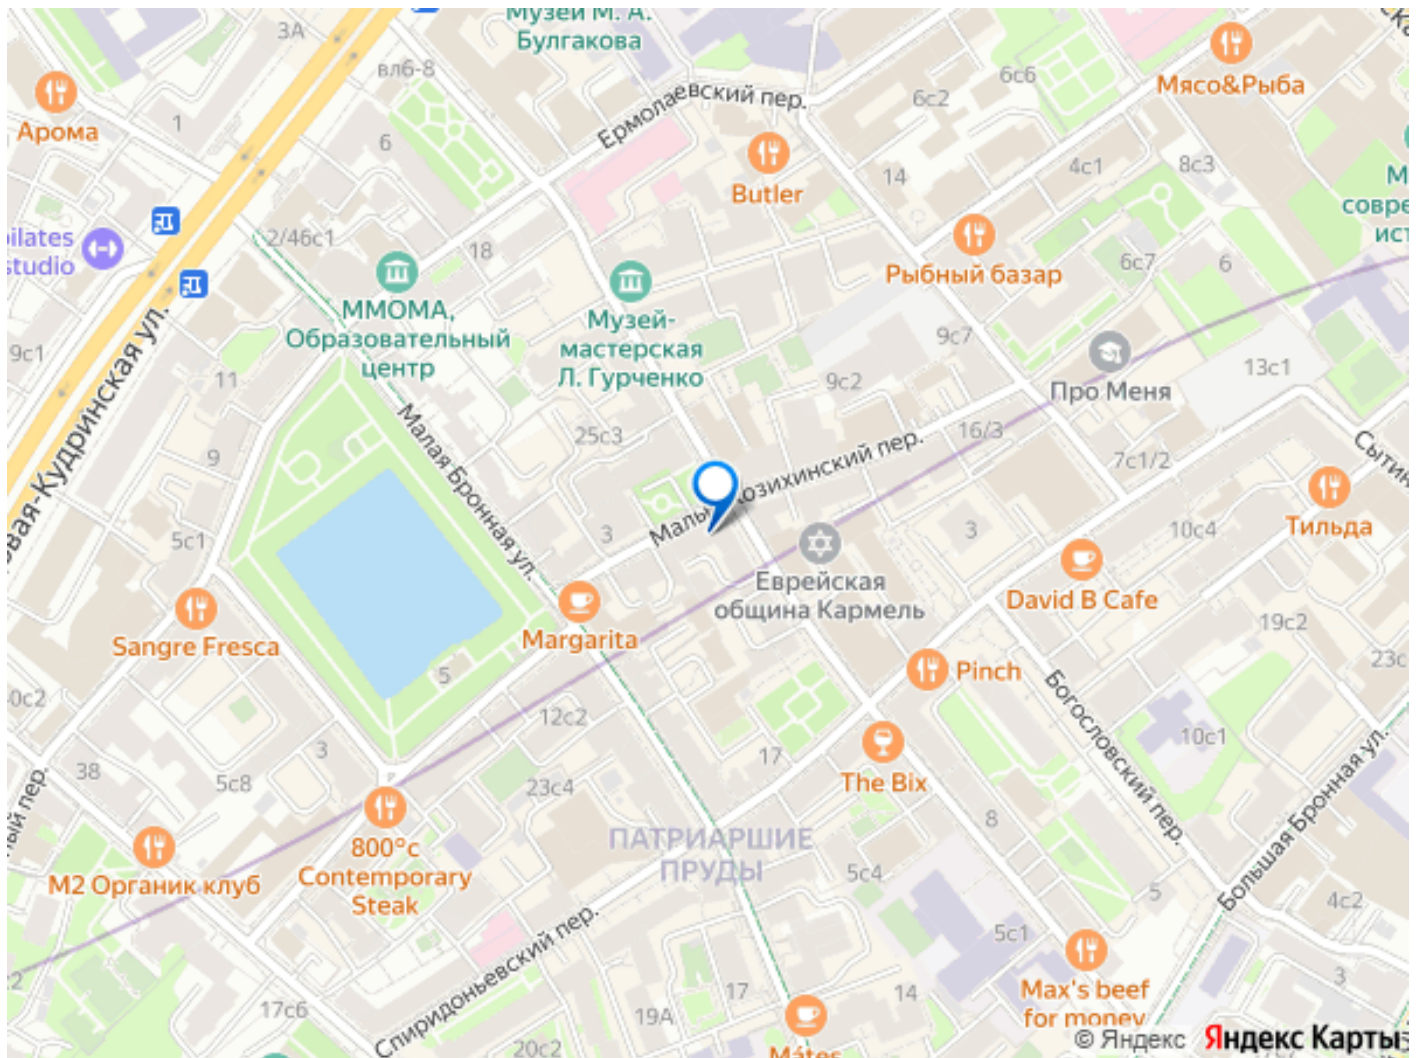 Музей М. А.
Булгакова
3А
вл6-8
Арома
1
6
Ермолаевский пер.
6с6
6с2
Мясо&Рыба
Butler
14
4с1
8с3
2/46с1
18
studio
ММОМА,
Образовательный
центр
Музей-
мастерская
Л. Гурченко
Рыбный базар
6с7
6
9с1
11
9с7
9с2
Про Меня
13с1
Малая Бронная ул.
25с3
9
16/3
Малый Козихинский пер.
7с1/2
Тильда
5с1
3
3
10с4
Еврейская
община Кармель
David B Cafe
Sangre Fresca
Margarita
19с2
5
Pinch
12с2
17
Богословский пер.
10с1
The Bix
3
38
5с8
23с4
8
ПАТРИАРШИЕ
ПРУДЫ
800°с
Contemporary
Steak
М2 Органик клуб
5с4
5
Большая Бронная ул.
4с2
Спиридоньевский пер.
5с1
17с6
17
14
3
19А
Max's beef
for money
20с2
Mátes
© Яндекс Яндекс Карты